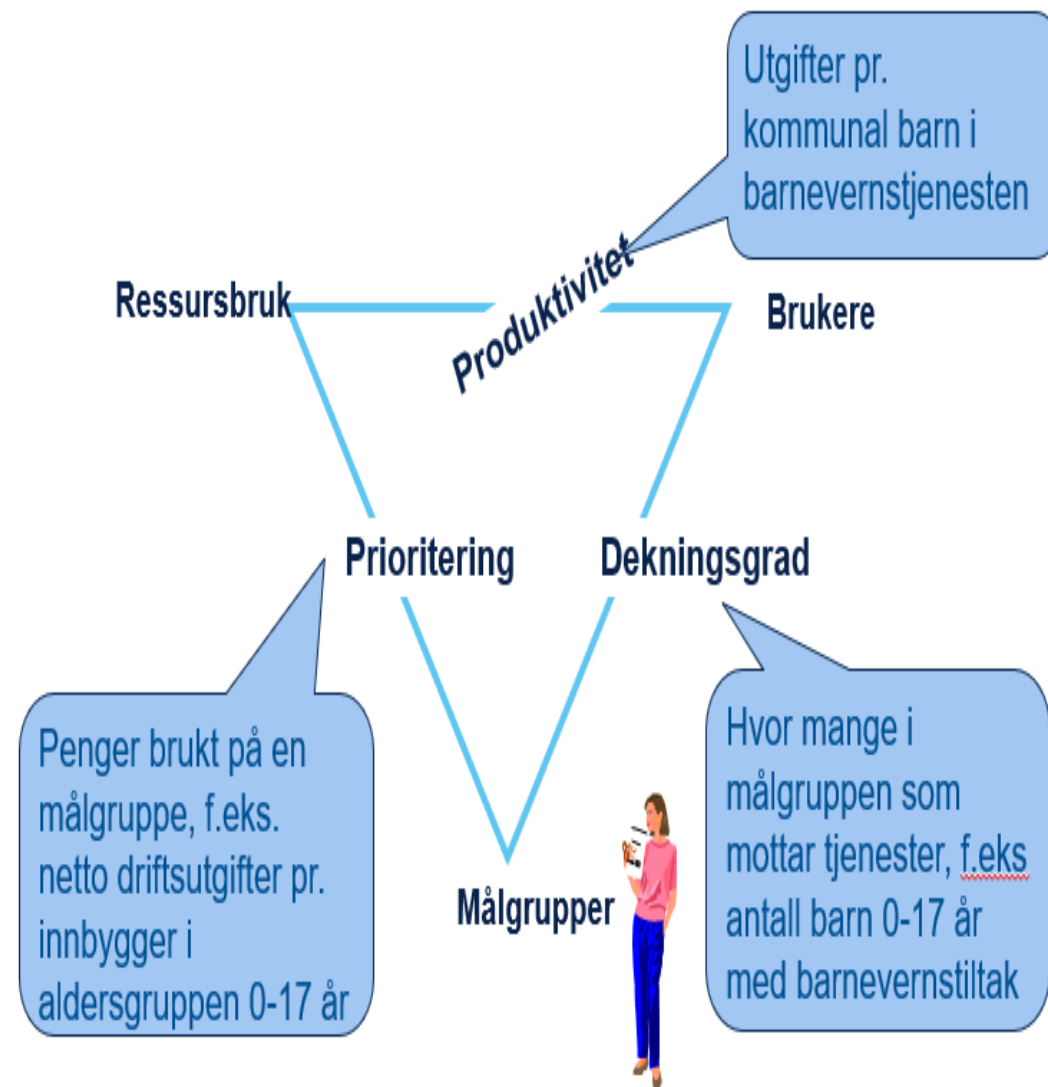 Utgifter pr.
kommunal barn i
barnevernstjenesten
Ressursbruk
Produktivitet
Brukere
Prioritering
Dekningsgrad
Penger brukt på en
målgruppe, f.eks.
netto driftsutgifter pr.
innbygger i
aldersgruppen 0-17 år
Hvor mange i
målgruppen som
mottar tjenester, f.eks
antall barn 0-17 år
med barnevernstiltak
Målgrupper